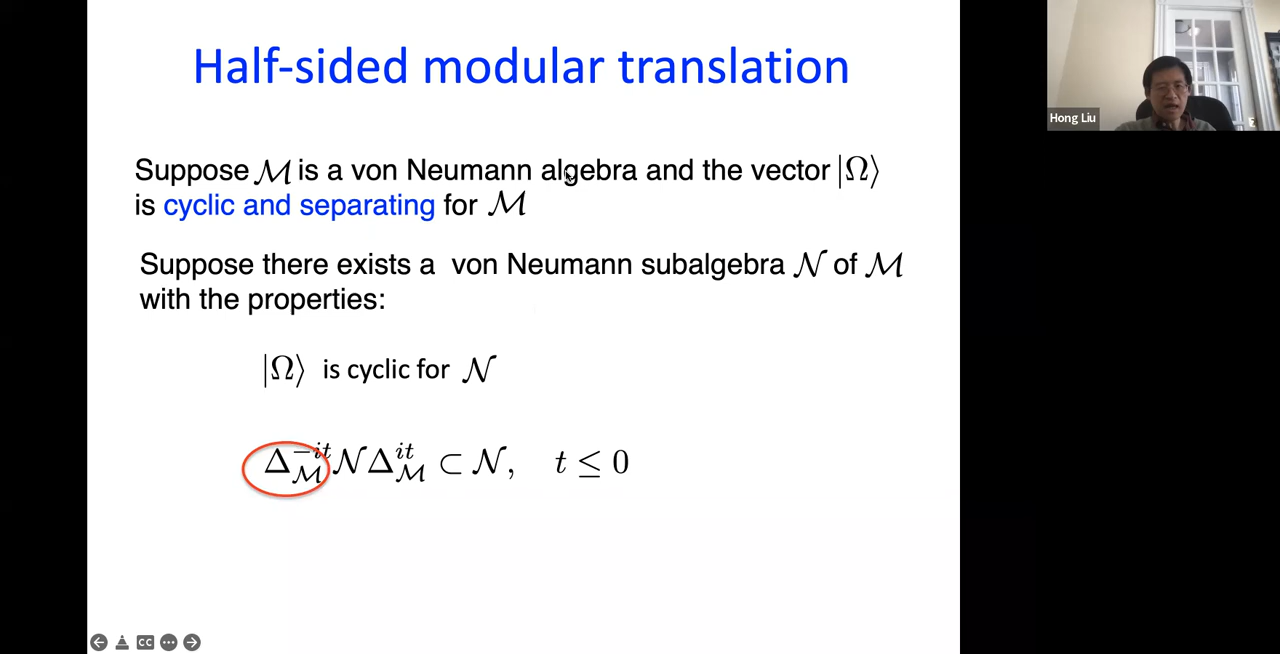 Half-sided modular translation
Suppose ℳ is a von Neumann algebra and the vector |Ω⟩
is cyclic and separating for ℳ
Suppose there exists a von Neumann subalgebra 𝒩 of ℳ
with the properties:
|Ω⟩ is cyclic for 𝒩
Δ_ℳ^{-it} 𝒩 Δ_ℳ^{it} ⊂ 𝒩, t ≤ 0
Hong Liu
CC